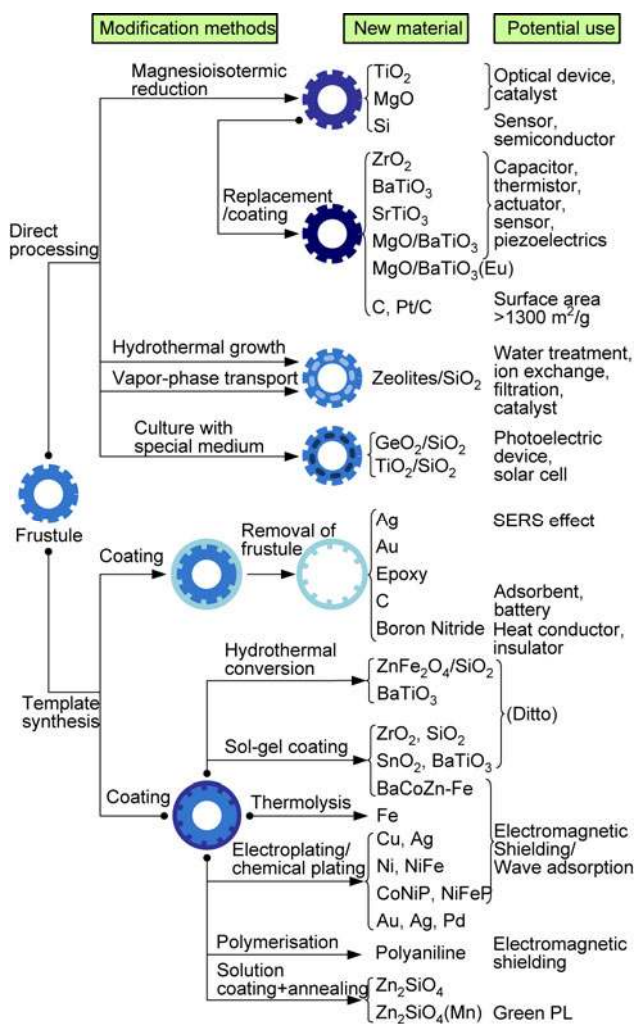 Modification methods
New material
Potential use
Magnesioisotermic
reduction
TiO₂
MgO
Si
Optical device,
catalyst
Sensor,
semiconductor
Replacement
/coating
ZrO₂
BaTiO₃
SrTiO₃
MgO/BaTiO₃
MgO/BaTiO₃(Eu)
C, Pt/C
Capacitor,
thermistor,
actuator,
sensor,
piezoelectrics
Surface area
>1300 m²/g
Direct
processing
Hydrothermal growth
Vapor-phase transport
Zeolites/SiO₂
Water treatment,
ion exchange,
filtration,
catalyst
Culture with
special medium
GeO₂/SiO₂
TiO₂/SiO₂
Photoelectric
device,
solar cell
Frustule
Coating
Removal of
frustule
Ag
Au
Epoxy
C
Boron Nitride
SERS effect
Adsorbent,
battery
Heat conductor,
insulator
Template
synthesis
Hydrothermal
conversion
ZnFe₂O₄/SiO₂
BaTiO₃
(Ditto)
Sol-gel coating
ZrO₂, SiO₂
SnO₂, BaTiO₃
BaCoZn-Fe
Coating
Thermolysis
Fe
Electroplating/
chemical plating
Cu, Ag
Ni, NiFe
CoNiP, NiFeP
Au, Ag, Pd
Electromagnetic
Shielding/
Wave adsorption
Polymerisation
Polyaniline
Electromagnetic
shielding
Solution
coating+annealing
Zn₂SiO₄
Zn₂SiO₄(Mn)
Green PL